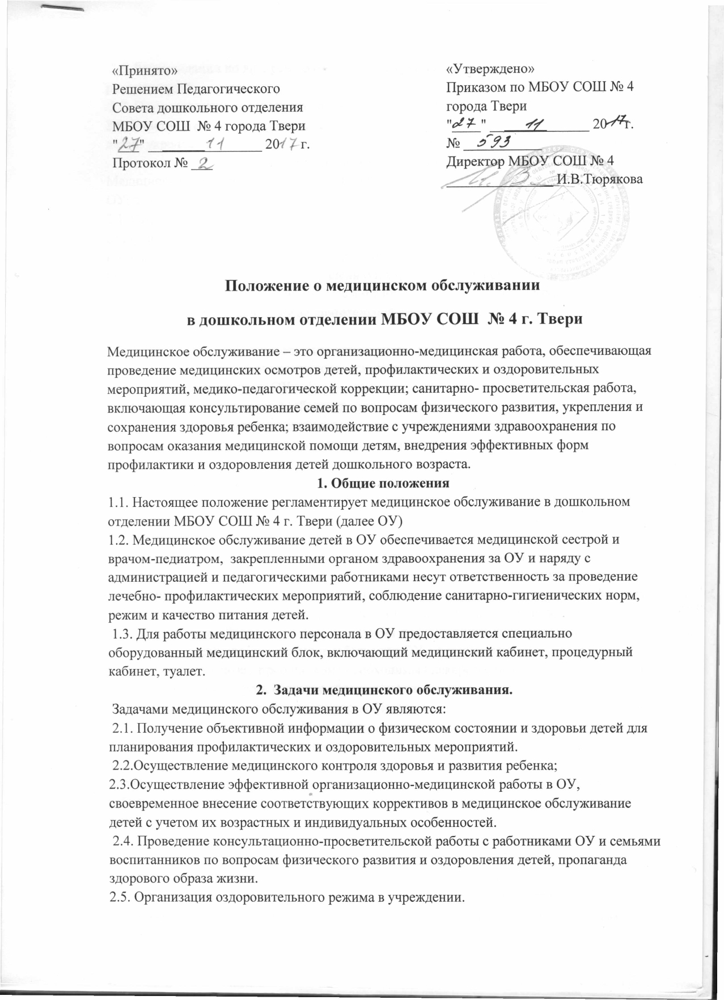 «Принято»
Решением Педагогического
Совета дошкольного отделения
МБОУ СОШ № 4 города Твери
"27" 11 2017 г.
Протокол № 2
«Утверждено»
Приказом по МБОУ СОШ № 4
города Твери
"27" 11 2017г.
№ 593
Директор МБОУ СОШ № 4
И.В.Тюрякова
Положение о медицинском обслуживании
в дошкольном отделении МБОУ СОШ № 4 г. Твери
Медицинское обслуживание – это организационно-медицинская работа, обеспечивающая
проведение медицинских осмотров детей, профилактических и оздоровительных
мероприятий, медико-педагогической коррекции; санитарно- просветительская работа,
включающая консультирование семей по вопросам физического развития, укрепления и
сохранения здоровья ребенка; взаимодействие с учреждениями здравоохранения по
вопросам оказания медицинской помощи детям, внедрения эффективных форм
профилактики и оздоровления детей дошкольного возраста.
1. Общие положения
1.1. Настоящее положение регламентирует медицинское обслуживание в дошкольном
отделении МБОУ СОШ № 4 г. Твери (далее ОУ)
1.2. Медицинское обслуживание детей в ОУ обеспечивается медицинской сестрой и
врачом-педиатром, закрепленными органом здравоохранения за ОУ и наряду с
администрацией и педагогическими работниками несут ответственность за проведение
лечебно- профилактических мероприятий, соблюдение санитарно-гигиенических норм,
режим и качество питания детей.
1.3. Для работы медицинского персонала в ОУ предоставляется специально
оборудованный медицинский блок, включающий медицинский кабинет, процедурный
кабинет, туалет.
2. Задачи медицинского обслуживания.
Задачами медицинского обслуживания в ОУ являются:
2.1. Получение объективной информации о физическом состоянии и здоровьи детей для
планирования профилактических и оздоровительных мероприятий.
2.2.Осуществление медицинского контроля здоровья и развития ребенка;
2.3.Осуществление эффективной организационно-медицинской работы в ОУ,
своевременное внесение соответствующих коррективов в медицинское обслуживание
детей с учетом их возрастных и индивидуальных особенностей.
2.4. Проведение консультационно-просветительской работы с работниками ОУ и семьями
воспитанников по вопросам физического развития и оздоровления детей, пропаганда
здорового образа жизни.
2.5. Организация оздоровительного режима в учреждении.